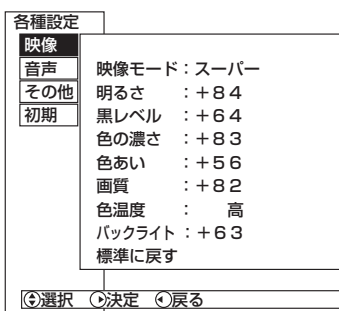 各種設定
映像
音声
その他
初期
映像モード：スーパー
明るさ　：＋８４
黒レベル　：＋６４
色の濃さ　：＋８３
色あい　：＋５６
画質　：＋８２
色温度　：　高
バックライト：＋６３
標準に戻す
選択　決定　戻る